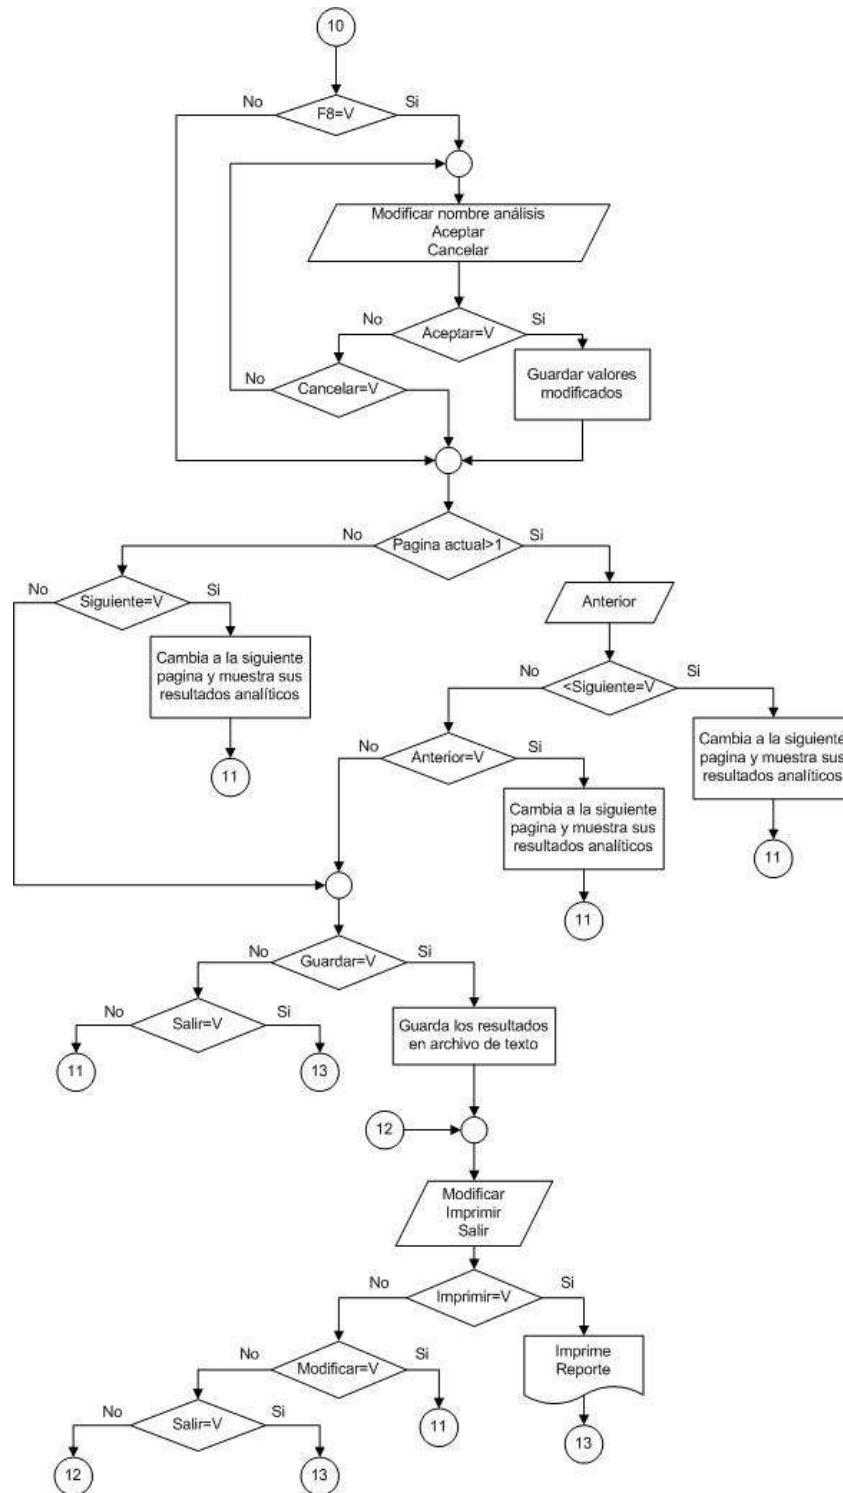 10
No
Si
F8=V
Modificar nombre análisis
Aceptar
Cancelar
No
Si
Aceptar=V
No
Cancelar=V
Guardar valores
modificados
No
Si
Pagina actual>1
No
Si
Siguiente=V
Anterior
Cambia a la siguiente
pagina y muestra sus
resultados analíticos
No
Si
<Siguiente=V
11
No
Si
Anterior=V
Cambia a la siguiente
pagina y muestra sus
resultados analíticos
Cambia a la siguiente
pagina y muestra sus
resultados analíticos
11
11
No
Si
Guardar=V
No
Si
Salir=V
Guarda los resultados
en archivo de texto
11
13
12
Modificar
Imprimir
Salir
No
Si
Imprimir=V
No
Si
Modificar=V
Imprime
Reporte
No
Si
Salir=V
11
13
12
13